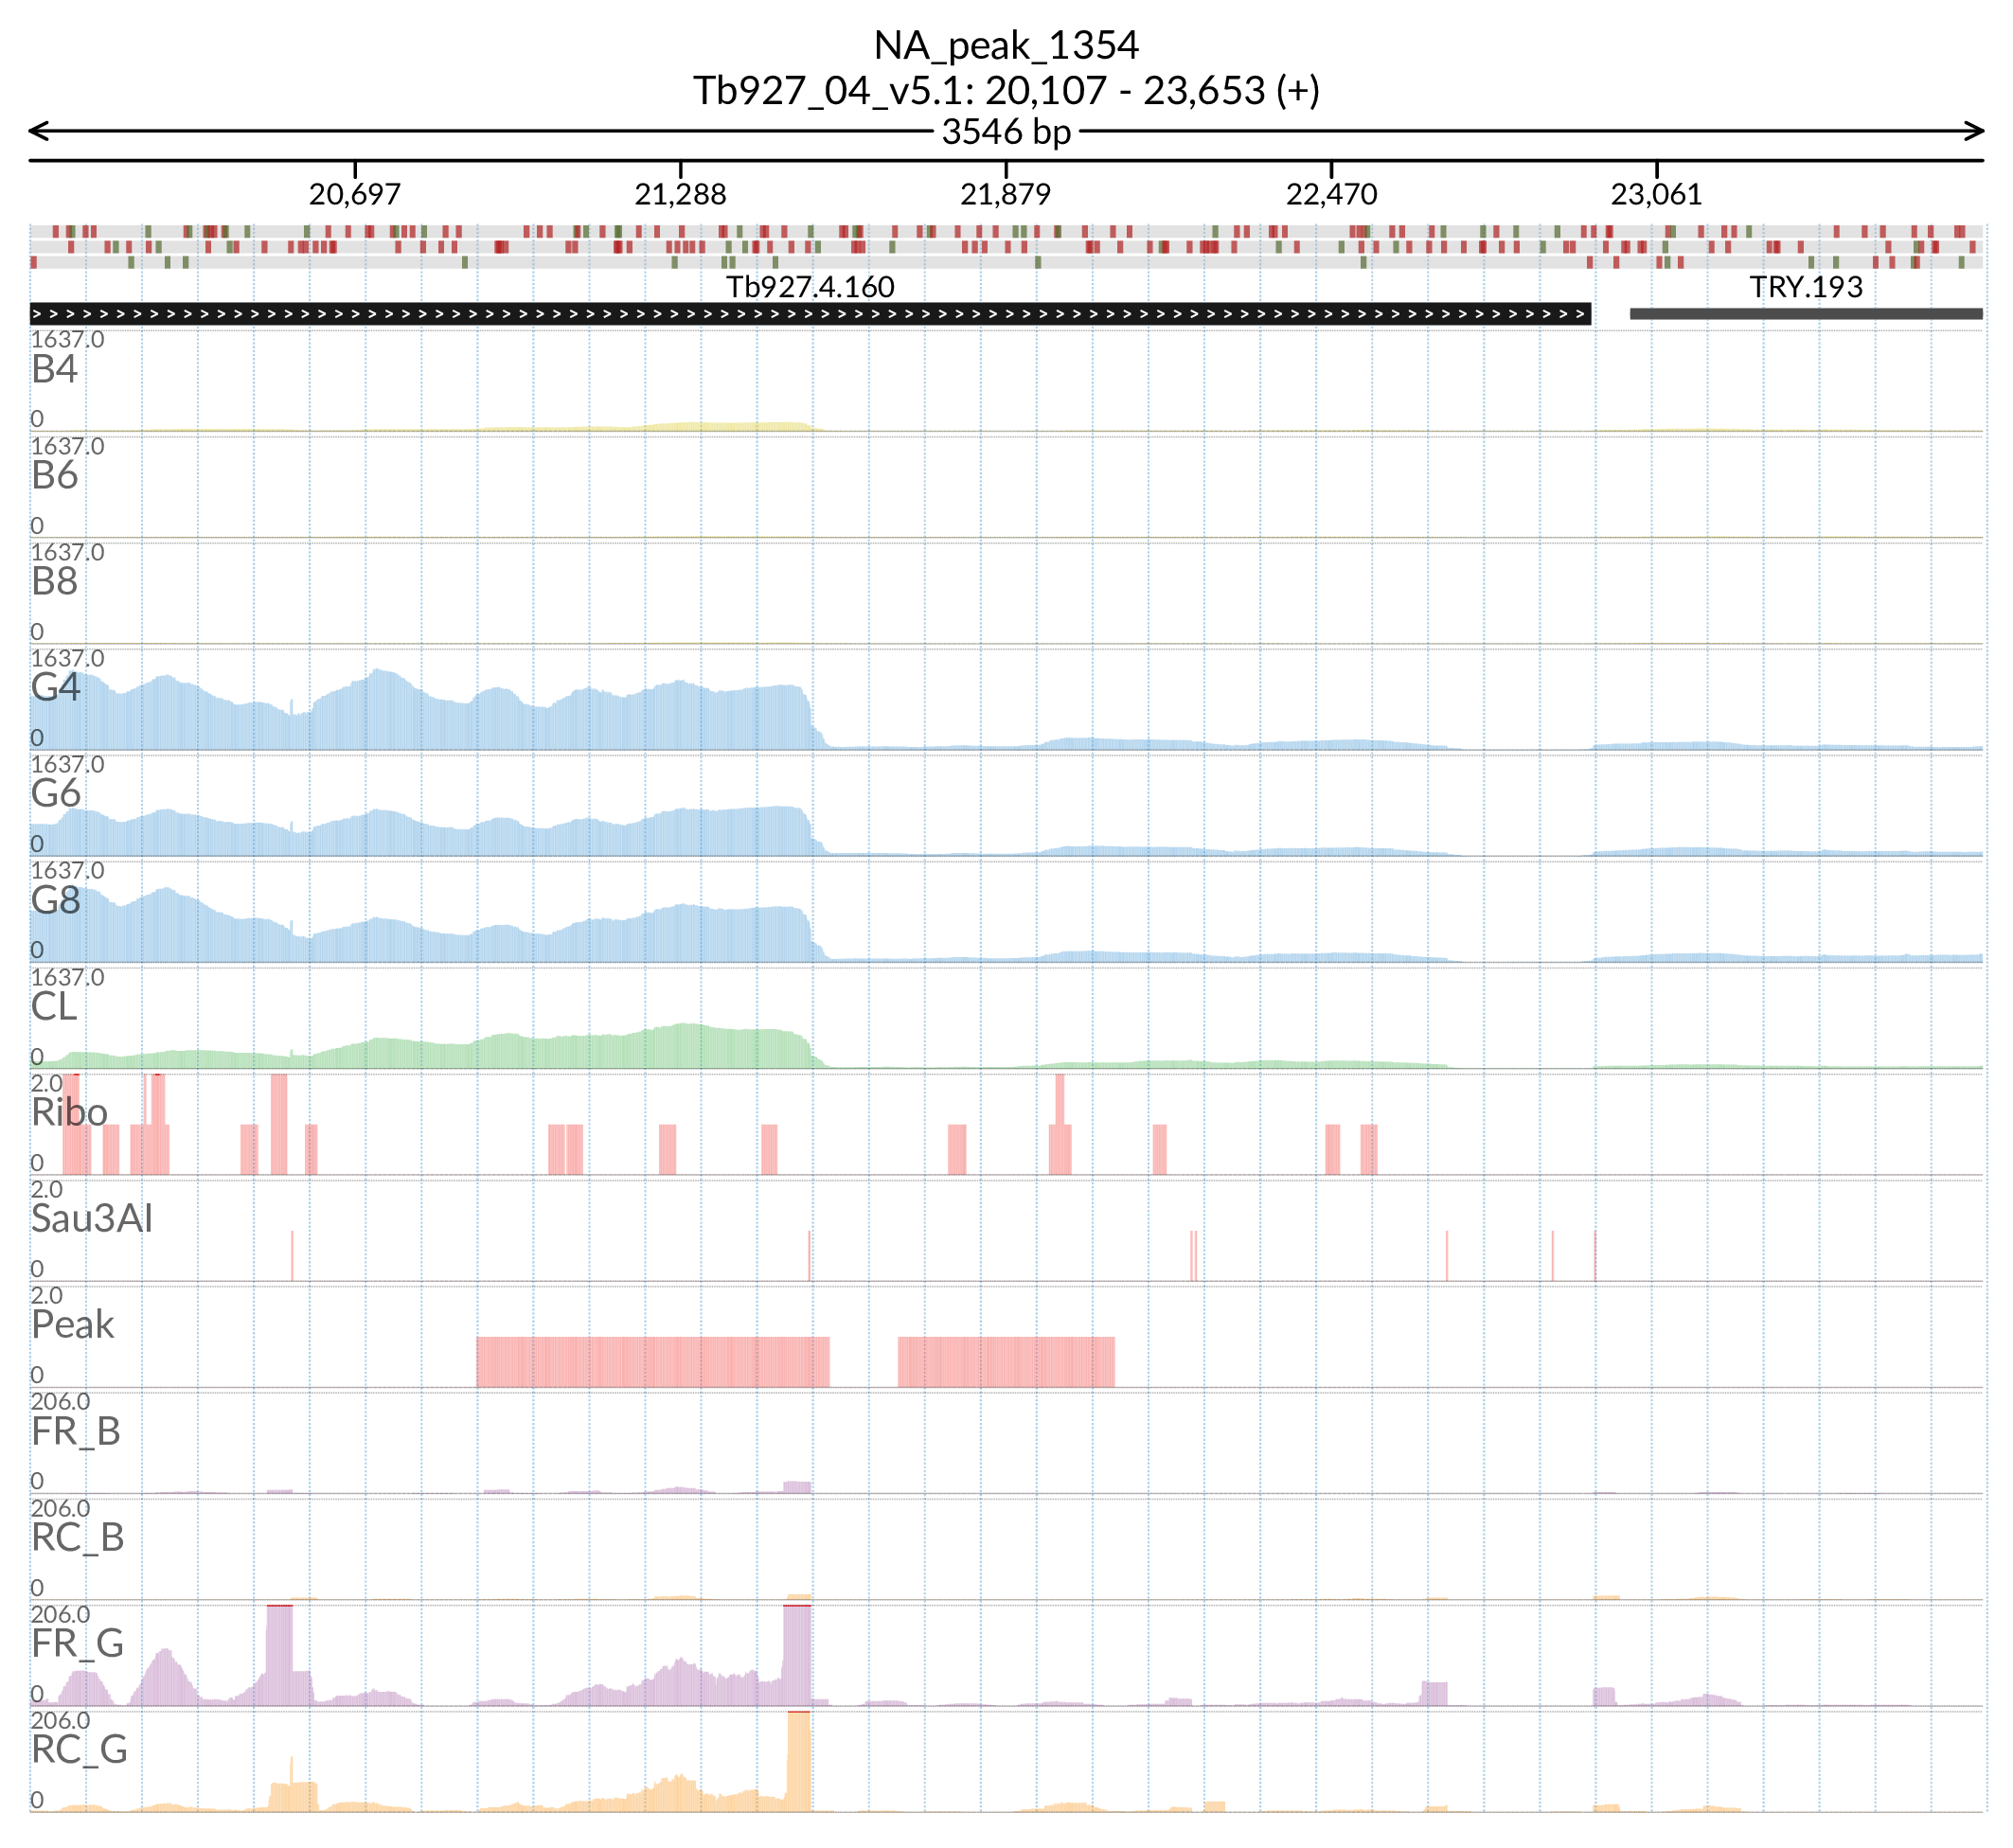 NA_peak_1354
Tb927_04_v5.1: 20,107 - 23,653 (+)
3546 bp
20,697 21,288 21,879 22,470 23,061
Tb927.4.160 TRY.193
1637.0
B4
0
1637.0
B6
0
1637.0
B8
0
1637.0
G4
0
1637.0
G6
0
1637.0
G8
0
1637.0
CL
0
2.0
Ribo
0
2.0
Sau3AI
0
2.0
Peak
0
206.0
FR_B
0
206.0
RC_B
0
206.0
FR_G
0
206.0
RC_G
0